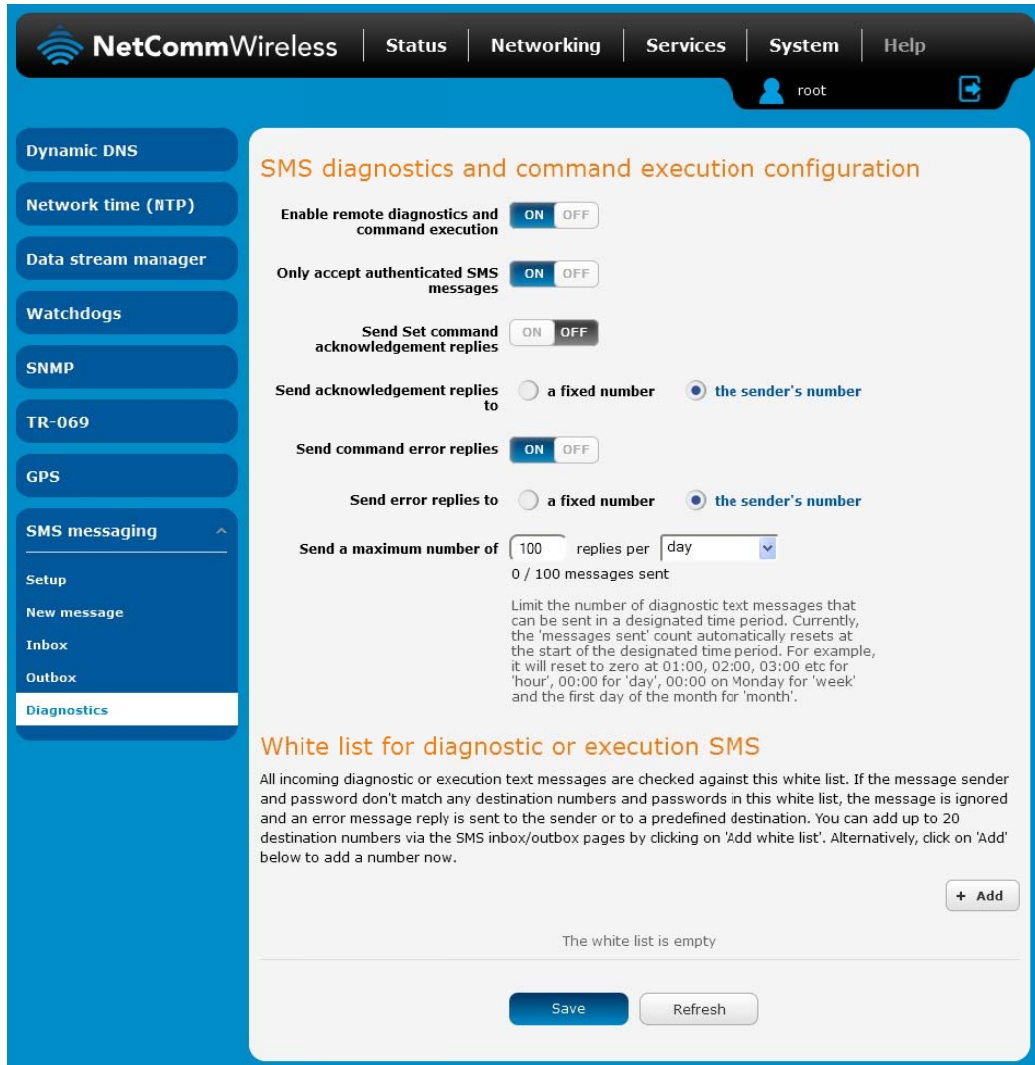 NetCommWireless
Status
Networking
Services
System
Help
root
Dynamic DNS
Network time (NTP)
Data stream manager
Watchdogs
SNMP
TR-069
GPS
SMS messaging
Setup
New message
Inbox
Outbox
Diagnostics
SMS diagnostics and command execution configuration
Enable remote diagnostics and
command execution
ON OFF
Only accept authenticated SMS
messages
ON OFF
Send Set command
acknowledgement replies
ON OFF
Send acknowledgement replies
to
a fixed number
the sender's number
Send command error replies
ON OFF
Send error replies to
a fixed number
the sender's number
Send a maximum number of 100 replies per day
0 / 100 messages sent
Limit the number of diagnostic text messages that
can be sent in a designated time period. Currently,
the 'messages sent' count automatically resets at
the start of the designated time period. For example,
it will reset to zero at 01:00, 02:00, 03:00 etc for
'hour', 00:00 for 'day', 00:00 on Monday for 'week'
and the first day of the month for 'month'.
White list for diagnostic or execution SMS
All incoming diagnostic or execution text messages are checked against this white list. If the message sender
and password don't match any destination numbers and passwords in this white list, the message is ignored
and an error message reply is sent to the sender or to a predefined destination. You can add up to 20
destination numbers via the SMS inbox/outbox pages by clicking on 'Add white list'. Alternatively, click on 'Add'
below to add a number now.
+ Add
The white list is empty
Save
Refresh